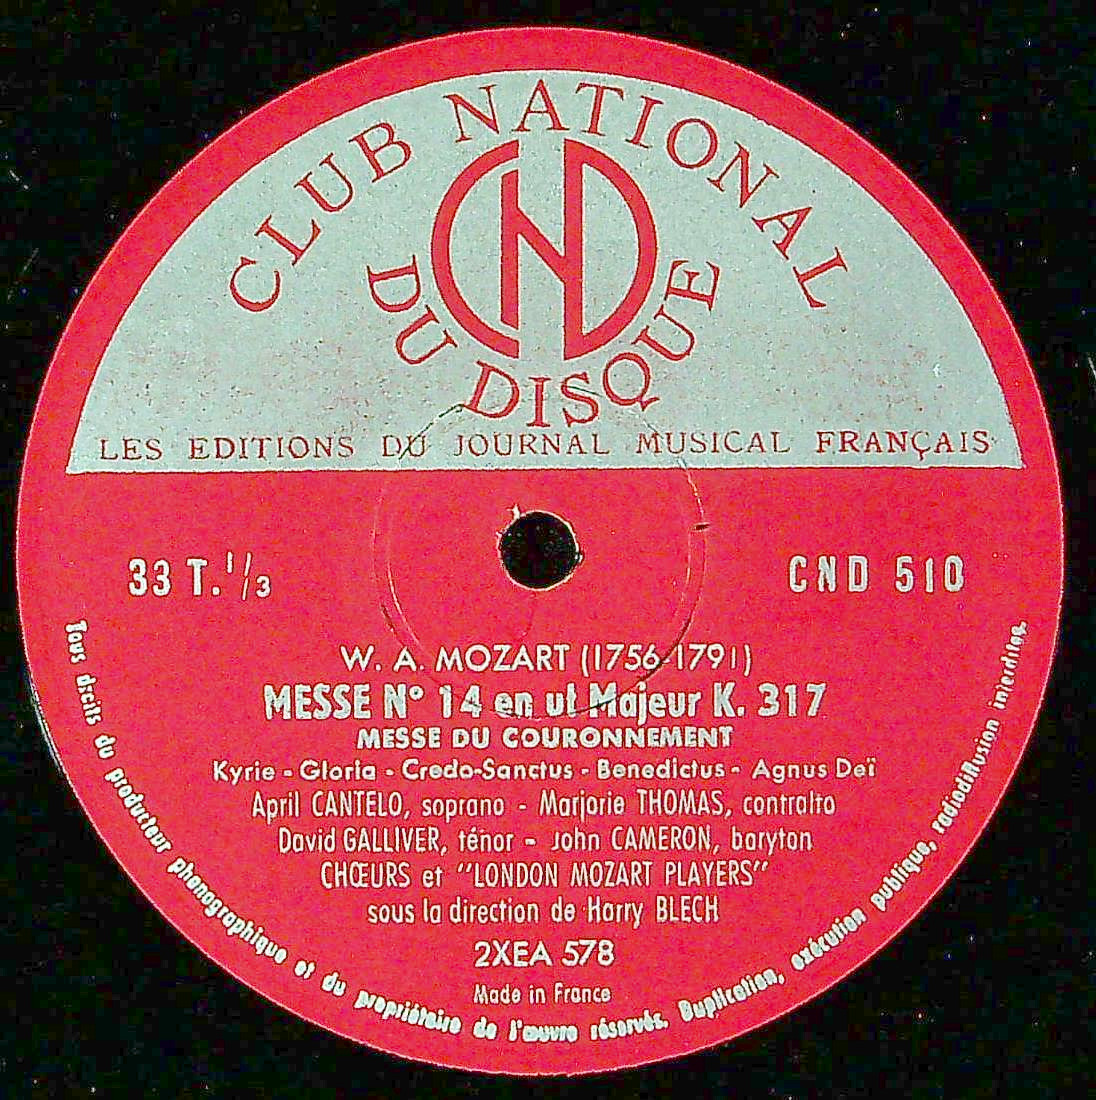 CLUB NATIONAL
DU DISQUE
CND
LES EDITIONS DU JOURNAL MUSICAL FRANÇAIS
33 T. 1/3
CND 510
W. A. MOZART (1756-1791)
MESSE Nº 14 en ut Majeur K. 317
MESSE DU COURONNEMENT
Kyrie - Gloria - Credo-Sanctus - Benedictus - Agnus Deï
April CANTELO, soprano - Marjorie THOMAS, contralto
David GALLIVER, ténor - John CAMERON, baryton
CHŒURS et "LONDON MOZART PLAYERS"
sous la direction de Harry BLECH
2XEA 578
Made in France
Tous droits du producteur phonographique et du propriétaire de l'œuvre réservés. Duplication, exécution publique, radiodiffusion interdites.